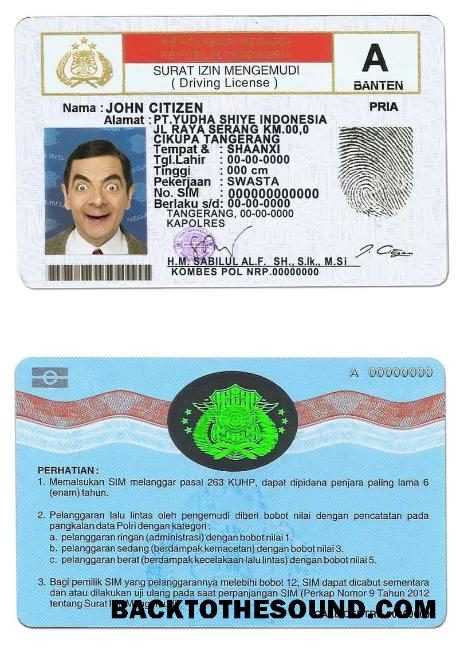 KEPOLISIAN NEGARA
REPUBLIK INDONESIA
SURAT IZIN MENGEMUDI
( Driving License )
A
BANTEN
PRIA
Nama : JOHN CITIZEN
Alamat : PT.YUDHA SHIYE INDONESIA
JL RAYA SERANG KM.00,0
CIKUPA TANGERANG
Tempat & : SHAANXI
Tgl.Lahir : 00-00-0000
Tinggi : 000 cm
Pekerjaan : SWASTA
No. SIM : 000000000000
Berlaku s/d : 00-00-0000
TANGERANG, 00-00-0000
KAPOLRES
H.M. SABILUL AL.F. SH., S.Ik., M.Si
KOMBES POL NRP.00000000
J. Citizen
A 00000000
PERHATIAN :
1. Memalsukan SIM melanggar pasal 263 KUHP, dapat dipidana penjara paling lama 6
(enam) tahun.
2. Pelanggaran lalu lintas oleh pengemudi diberi bobot nilai dengan pencatatan pada
pangkalan data Polri dengan kategori :
a. pelanggaran ringan (administrasi) dengan bobot nilai 1.
b. pelanggaran sedang (berdampak kemacetan) dengan bobot nilai 3.
c. pelanggaran berat (berdampak kecelakaan lalu lintas) dengan bobot nilai 5.
3. Bagi pemilik SIM yang pelanggarannya melebihi bobot 12, SIM dapat dicabut sementara
dan atau dilakukan uji ulang pada saat perpanjangan SIM (Perkap Nomor 9 Tahun 2012
tentang Surat
BACKTOTHESOUND.COM